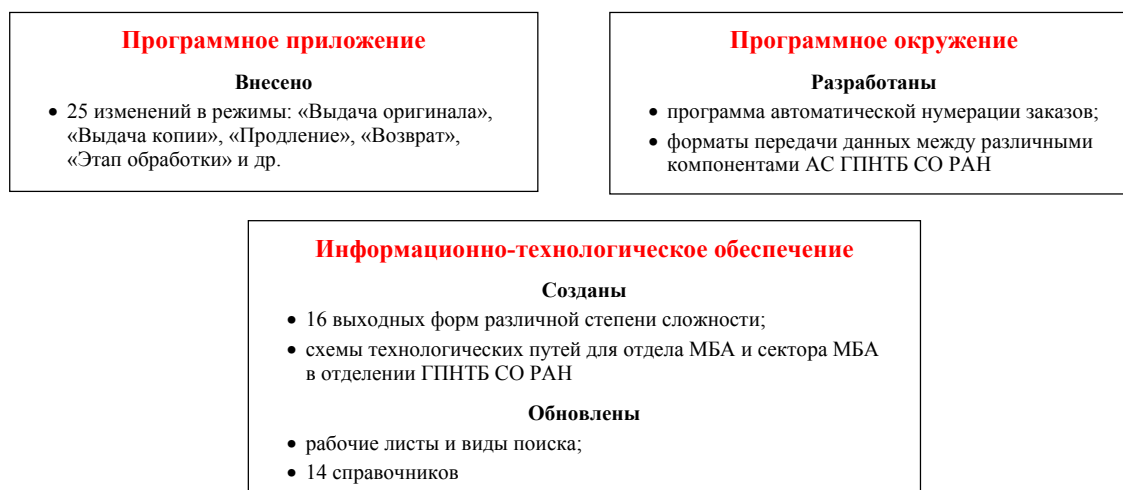 Программное приложение
Внесено
• 25 изменений в режимы: «Выдача оригинала»,
«Выдача копии», «Продление», «Возврат»,
«Этап обработки» и др.
Программное окружение
Разработаны
• программа автоматической нумерации заказов;
• форматы передачи данных между различными
компонентами АС ГПНТБ СО РАН
Информационно-технологическое обеспечение
Созданы
• 16 выходных форм различной степени сложности;
• схемы технологических путей для отдела МБА и сектора МБА
в отделении ГПНТБ СО РАН
Обновлены
• рабочие листы и виды поиска;
• 14 справочников